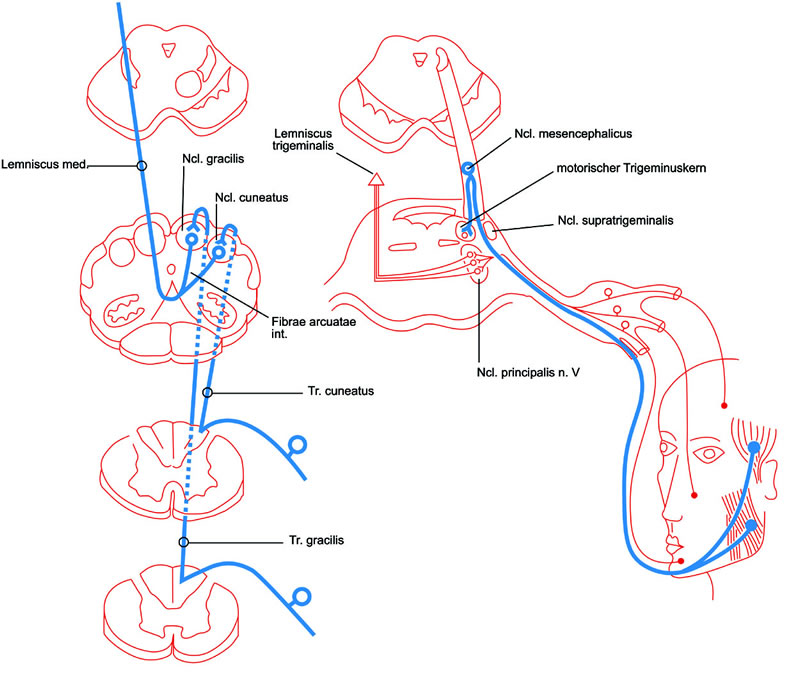 Lemniscus med.
Ncl. gracilis
Ncl. cuneatus
Fibrae arcuatae
int.
Tr. cuneatus
Tr. gracilis
Lemniscus
trigeminalis
Ncl. mesencephalicus
motorischer Trigeminuskern
Ncl. supratrigeminalis
Ncl. principalis n. V